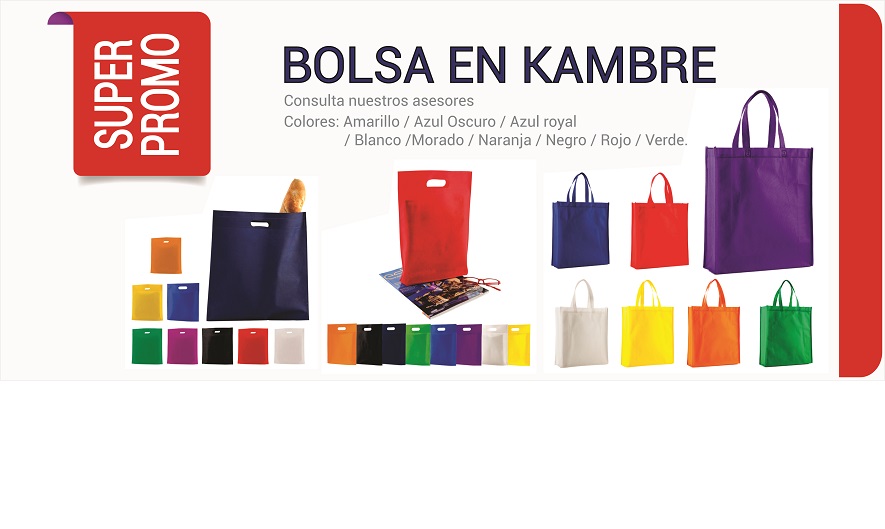 SUPER
PROMO
BOLSA EN KAMBRE
Consulta nuestros asesores
Colores: Amarillo / Azul Oscuro / Azul royal
/ Blanco /Morado / Naranja / Negro / Rojo / Verde.